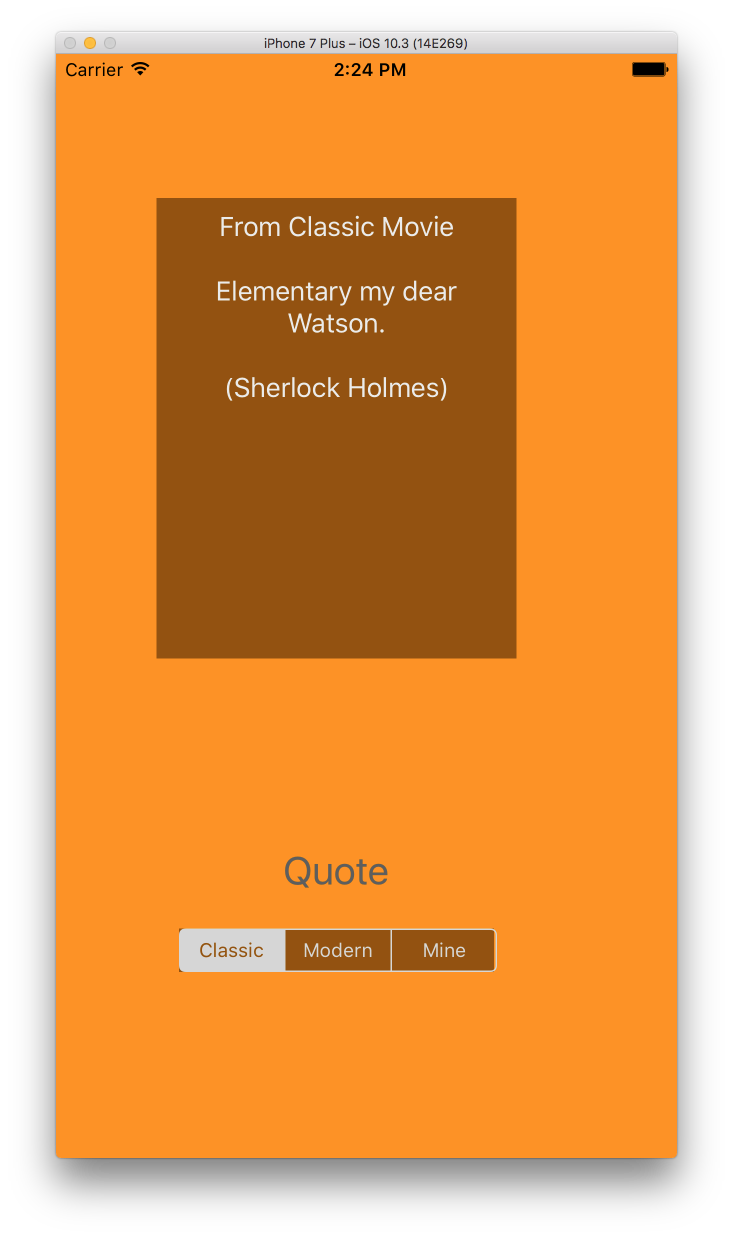 iPhone 7 Plus – iOS 10.3 (14E269)
Carrier 2:24 PM
From Classic Movie
Elementary my dear
Watson.
(Sherlock Holmes)
Quote
Classic Modern Mine